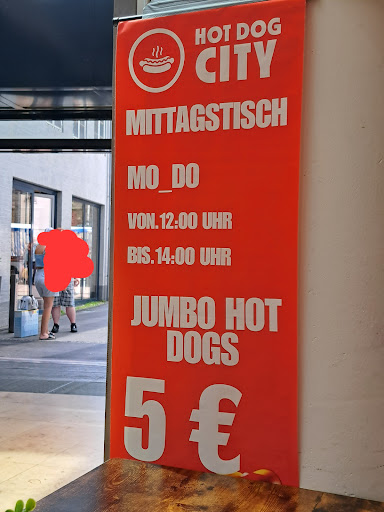 HOT DOG
CITY
MITTAGSTISCH
MO_DO
VON.12:00 UHR
BIS.14:00 UHR
JUMBO HOT
DOGS
5 €